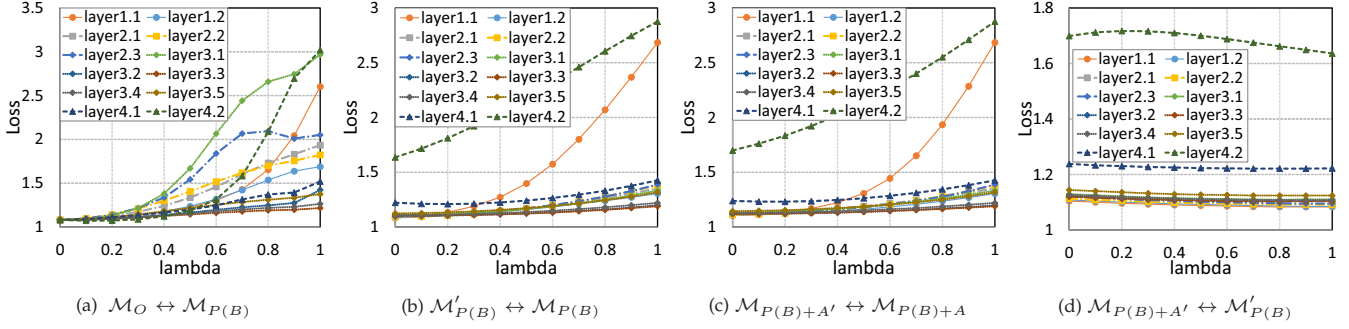 3.5
3
2.5
2
1.5
1
Loss
layer1.1 layer1.2
layer2.1 layer2.2
layer2.3 layer3.1
layer3.2 layer3.3
layer3.4 layer3.5
layer4.1 layer4.2
0 0.2 0.4 0.6 0.8 1
lambda
(a) M_O ↔ M_{P(B)}
3
2.5
2
1.5
1
Loss
layer1.1 layer1.2
layer2.1 layer2.2
layer2.3 layer3.1
layer3.2 layer3.3
layer3.4 layer3.5
layer4.1 layer4.2
0 0.2 0.4 0.6 0.8 1
lambda
(b) M'_{P(B)} ↔ M_{P(B)}
3
2.5
2
1.5
1
Loss
layer1.1 layer1.2
layer2.1 layer2.2
layer2.3 layer3.1
layer3.2 layer3.3
layer3.4 layer3.5
layer4.1 layer4.2
0 0.2 0.4 0.6 0.8 1
lambda
(c) M_{P(B)+A'} ↔ M_{P(B)+A}
1.8
1.6
1.4
1.2
1
Loss
layer1.1 layer1.2
layer2.1 layer2.2
layer2.3 layer3.1
layer3.2 layer3.3
layer3.4 layer3.5
layer4.1 layer4.2
0 0.2 0.4 0.6 0.8 1
lambda
(d) M_{P(B)+A'} ↔ M'_{P(B)}